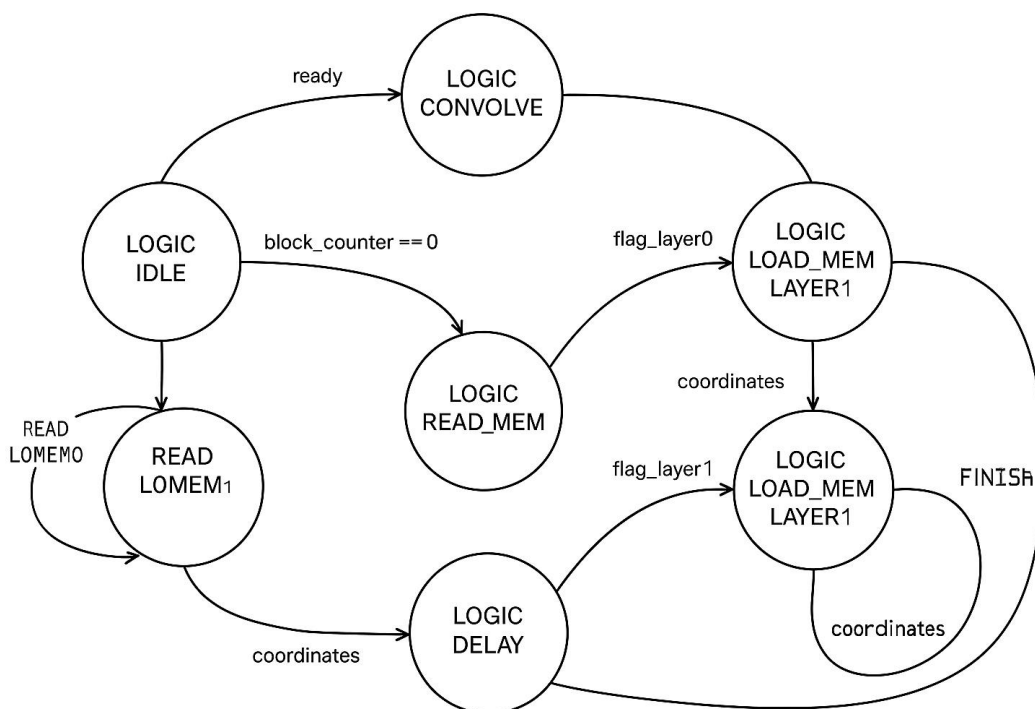 ready
LOGIC
CONVOLVE
LOGIC
IDLE
block_counter == 0
flag_layer0
LOGIC
LOAD_MEM
LAYER1
LOGIC
READ_MEM
coordinates
READ
LOMEMO
READ
LOMEM1
flag_layer1
LOGIC
LOAD_MEM
LAYER1
FINISH
coordinates
LOGIC
DELAY
coordinates